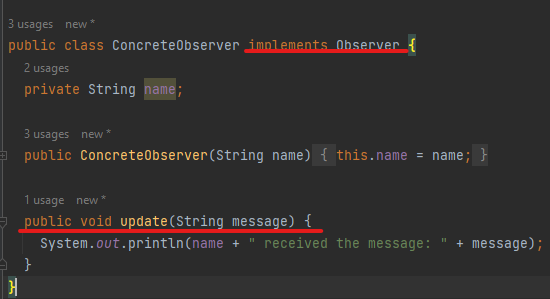 3 usages new *
public class ConcreteObserver implements Observer {
2 usages
private String name;
3 usages new *
public ConcreteObserver(String name) { this.name = name; }
1 usage new *
public void update(String message) {
System.out.println(name + " received the message: " + message);
}
}